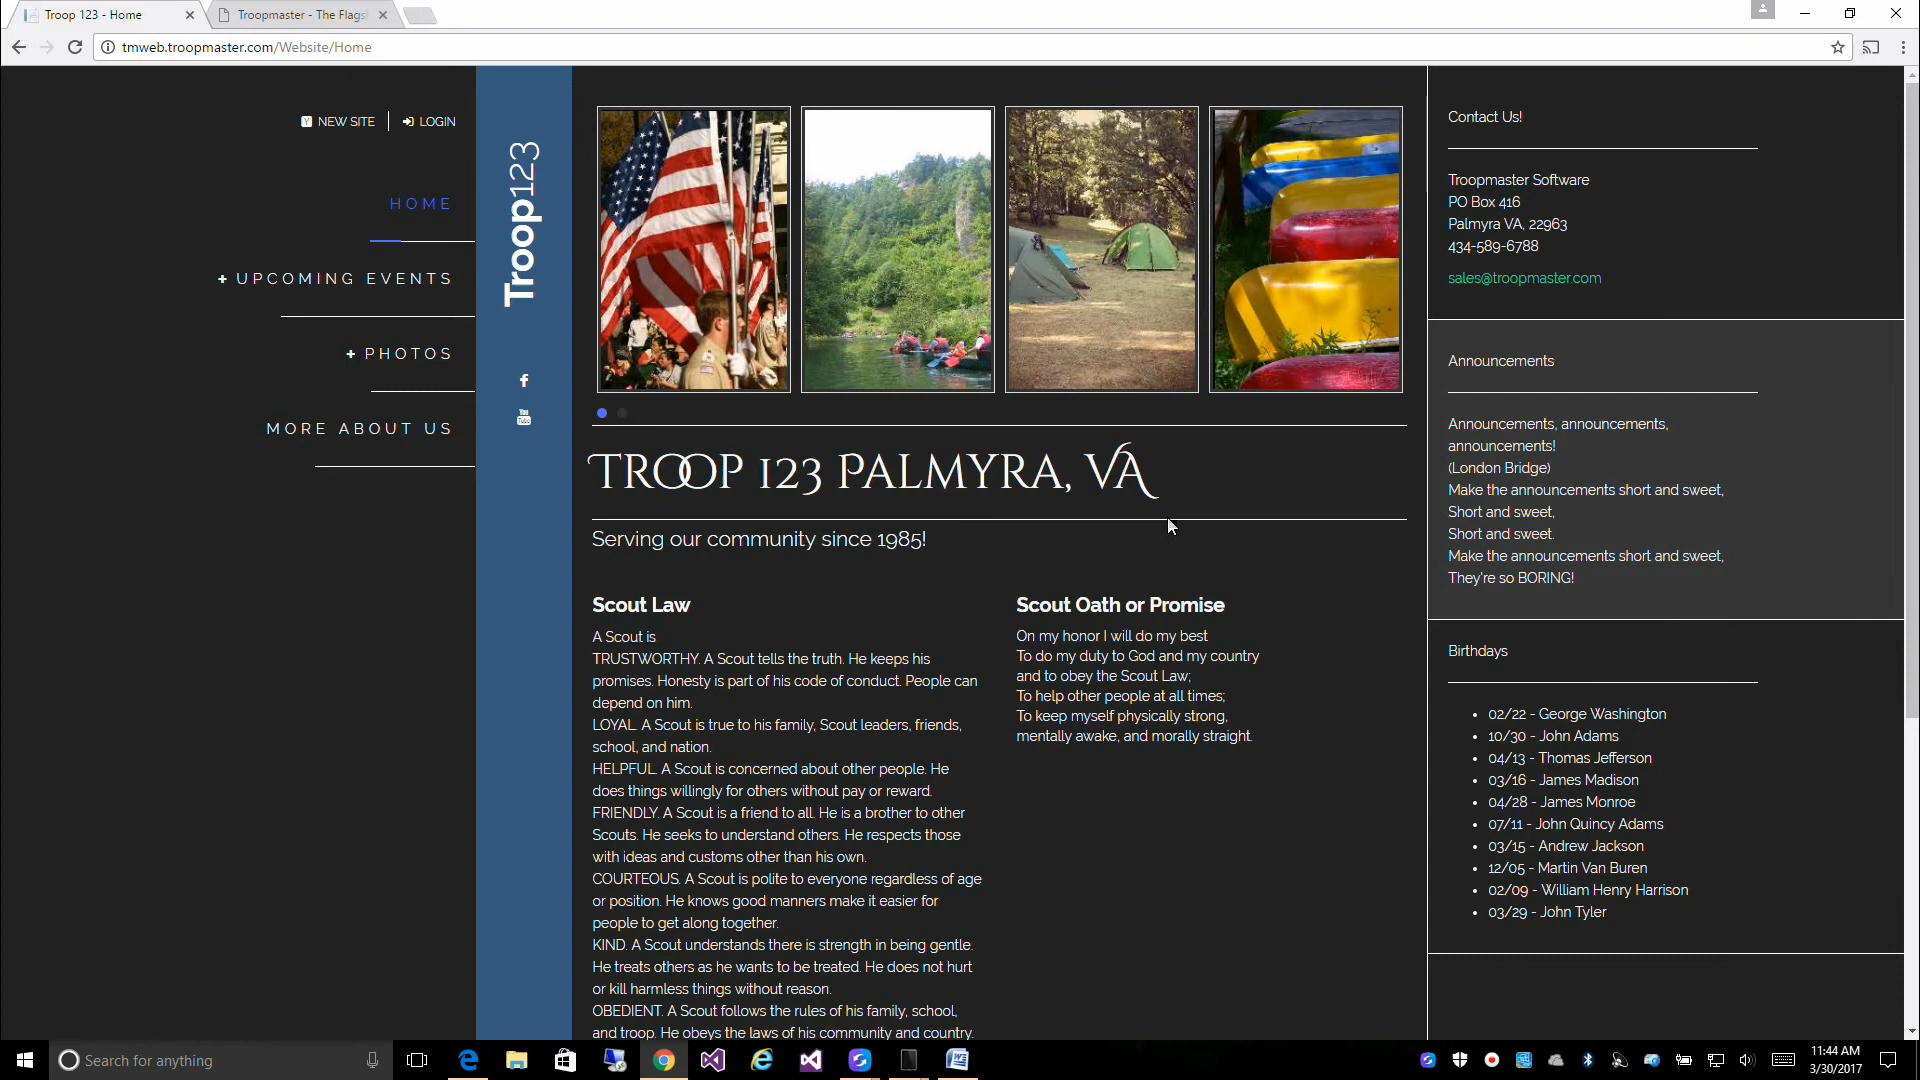 Troop 123 - Home
Troopmaster - The Flags
tmweb.troopmaster.com/Website/Home
NEW SITE
LOGIN
HOME
+ UPCOMING EVENTS
+ PHOTOS
MORE ABOUT US
Troop123
f
You
Tube
TROOP 123 PALMYRA, VA
Serving our community since 1985!
Scout Law
A Scout is
TRUSTWORTHY. A Scout tells the truth. He keeps his
promises. Honesty is part of his code of conduct. People can
depend on him.
LOYAL. A Scout is true to his family, Scout leaders, friends,
school, and nation.
HELPFUL. A Scout is concerned about other people. He
does things willingly for others without pay or reward.
FRIENDLY. A Scout is a friend to all. He is a brother to other
Scouts. He seeks to understand others. He respects those
with ideas and customs other than his own.
COURTEOUS. A Scout is polite to everyone regardless of age
or position. He knows good manners make it easier for
people to get along together.
KIND. A Scout understands there is strength in being gentle.
He treats others as he wants to be treated. He does not hurt
or kill harmless things without reason.
OBEDIENT. A Scout follows the rules of his family, school,
and troop. He obeys the laws of his community and country.
Scout Oath or Promise
On my honor I will do my best
To do my duty to God and my country
and to obey the Scout Law;
To help other people at all times;
To keep myself physically strong,
mentally awake, and morally straight.
Contact Us!
Troopmaster Software
PO Box 416
Palmyra VA, 22963
434-589-6788
sales@troopmaster.com
Announcements
Announcements, announcements,
announcements!
(London Bridge)
Make the announcements short and sweet,
Short and sweet,
Short and sweet.
Make the announcements short and sweet,
They're so BORING!
Birthdays
02/22 - George Washington
10/30 - John Adams
04/13 - Thomas Jefferson
03/16 - James Madison
04/28 - James Monroe
07/11 - John Quincy Adams
03/15 - Andrew Jackson
12/05 - Martin Van Buren
02/09 - William Henry Harrison
03/29 - John Tyler
Search for anything
11:44 AM
3/30/2017